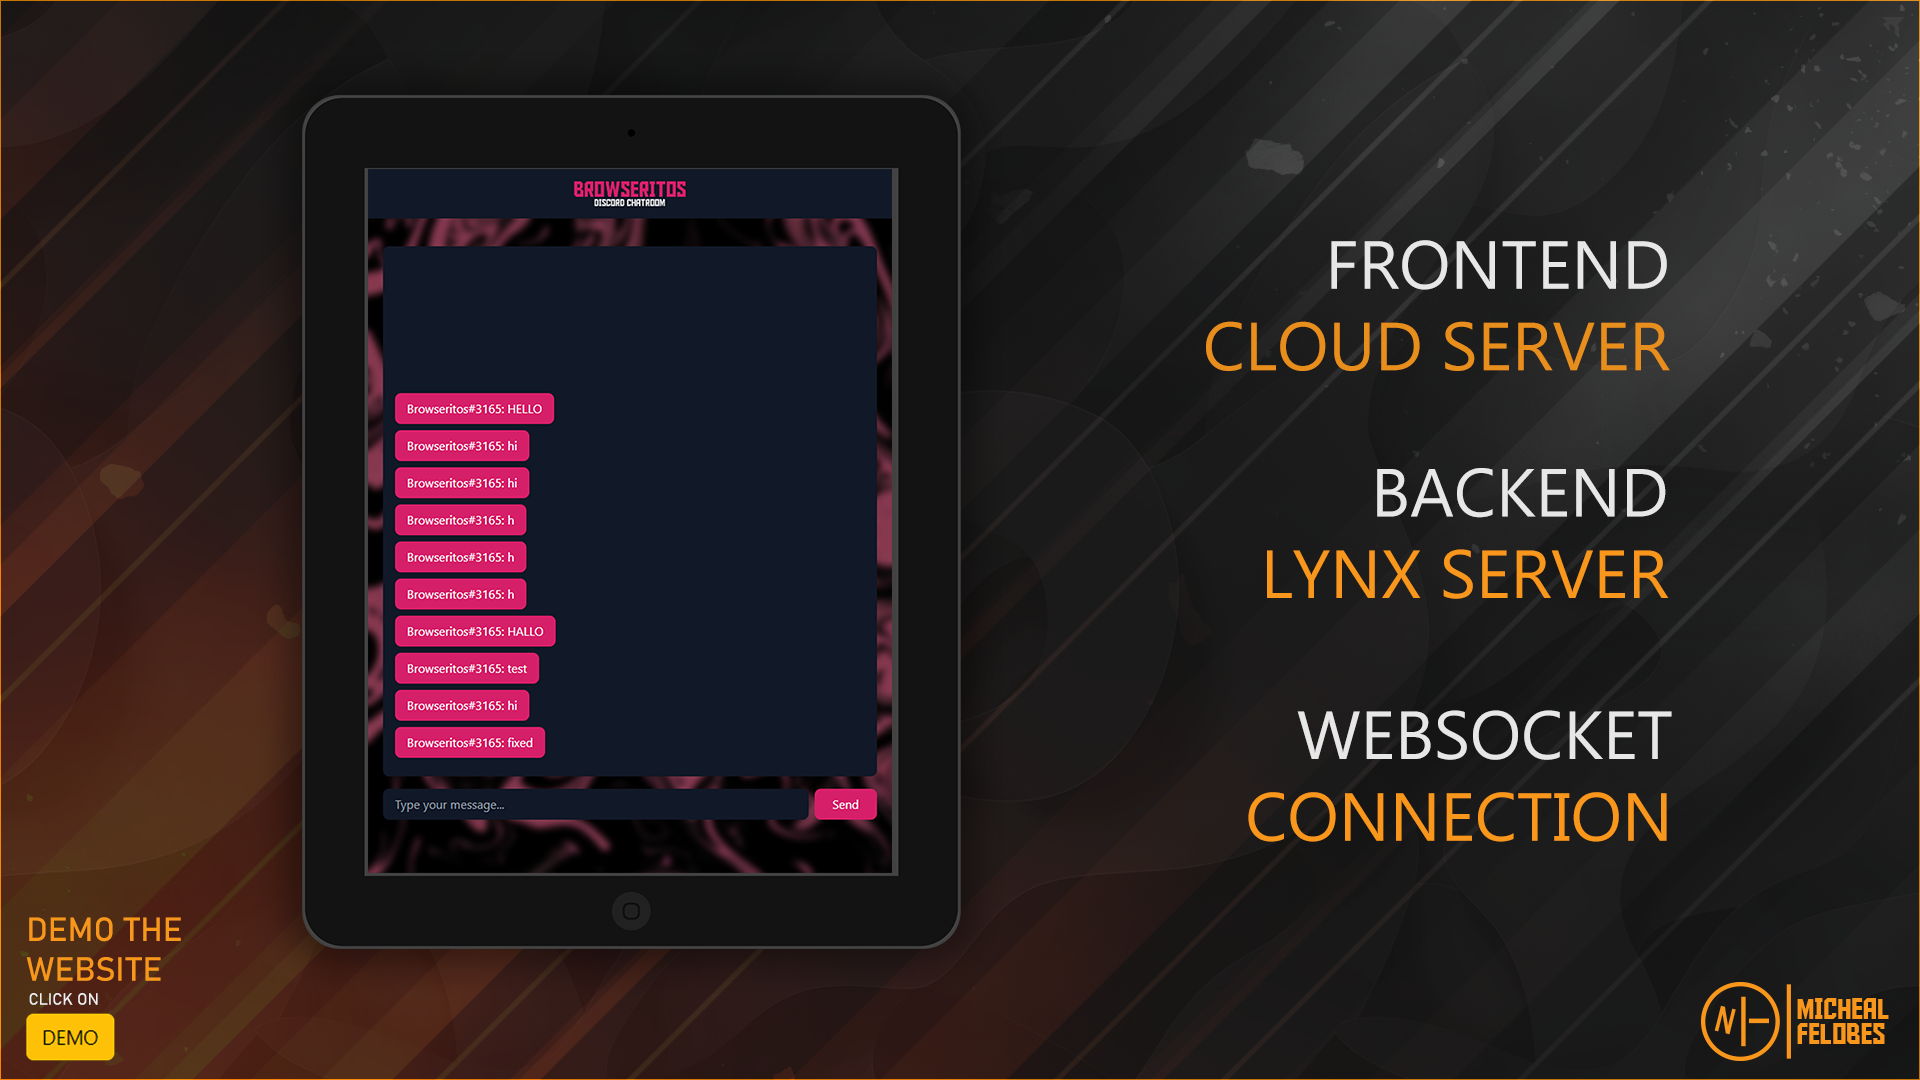 BROWSERITOS
DISCORD CHATROOM
Browseritos#3165: HELLO
Browseritos#3165: hi
Browseritos#3165: hi
Browseritos#3165: h
Browseritos#3165: h
Browseritos#3165: h
Browseritos#3165: HALLO
Browseritos#3165: test
Browseritos#3165: hi
Browseritos#3165: fixed
Type your message...
Send
FRONTEND
CLOUD SERVER
BACKEND
LYNX SERVER
WEBSOCKET
CONNECTION
DEMO THE
WEBSITE
CLICK ON
DEMO
MICHEAL
FELOBES